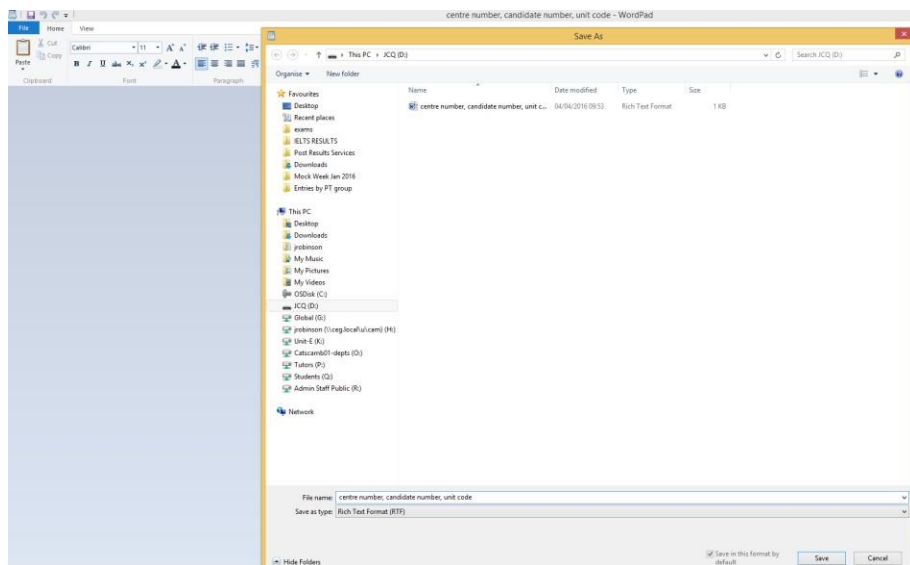 centre number, candidate number, unit code - WordPad
File Home View
Save As
Cut
Copy
Paste
Calibri 11 A A
B I U abc X₂ X² A
Clipboard Font Paragraph
This PC JCQ (D:)
Search JCQ (D:)
Organise New folder
Name Date modified Type Size
centre number, candidate number, unit c... 04/04/2016 09:53 Rich Text Format 1 KB
Favourites
Desktop
Recent places
exams
IELTS RESULTS
Post Results Services
Downloads
Mock Week Jan 2016
Entries by PT group
This PC
Desktop
Downloads
jrobinson
My Music
My Pictures
My Videos
OSDisk (C:)
JCQ (D:)
Global (G:)
jrobinson (\\ceg.local\u\cam) (H:)
Unit-E (K:)
Catscamb01-depts (O:)
Tutors (P:)
Students (Q:)
Admin Staff Public (R:)
Network
File name: centre number, candidate number, unit code
Save as type: Rich Text Format (RTF)
Hide Folders
Save in this format by
default
Save Cancel